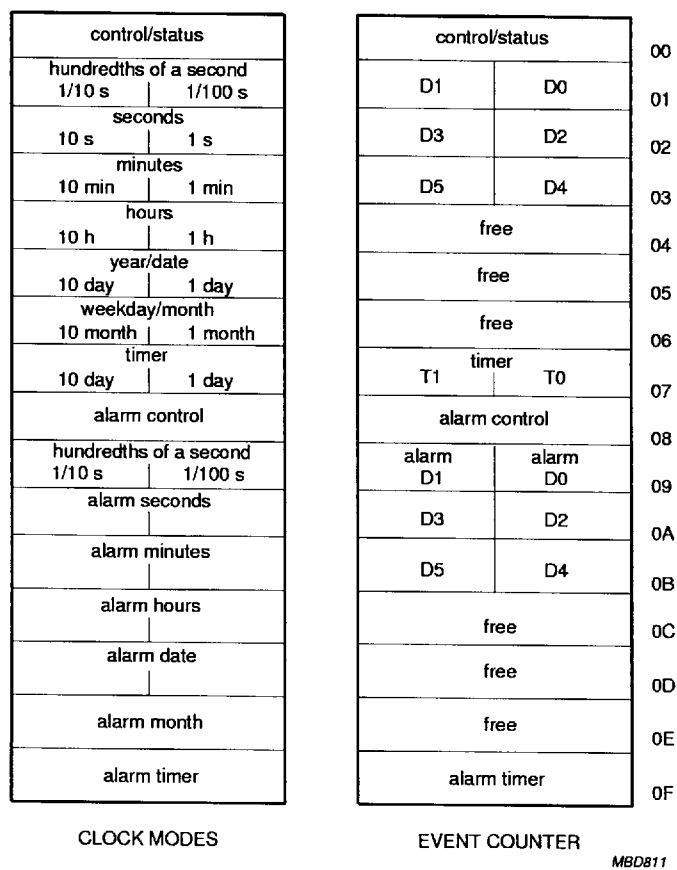 control/status
hundredths of a second
1/10 s 1/100 s
seconds
10 s 1 s
minutes
10 min 1 min
hours
10 h 1 h
year/date
10 day 1 day
weekday/month
10 month 1 month
timer
10 day 1 day
alarm control
hundredths of a second
1/10 s 1/100 s
alarm seconds
alarm minutes
alarm hours
alarm date
alarm month
alarm timer
CLOCK MODES
control/status 00
D1 D0 01
D3 D2 02
D5 D4 03
free 04
free 05
free 06
timer
T1 T0 07
alarm control 08
alarm alarm
D1 D0 09
D3 D2 0A
D5 D4 0B
free 0C
free 0D
free 0E
alarm timer 0F
EVENT COUNTER
MBD811